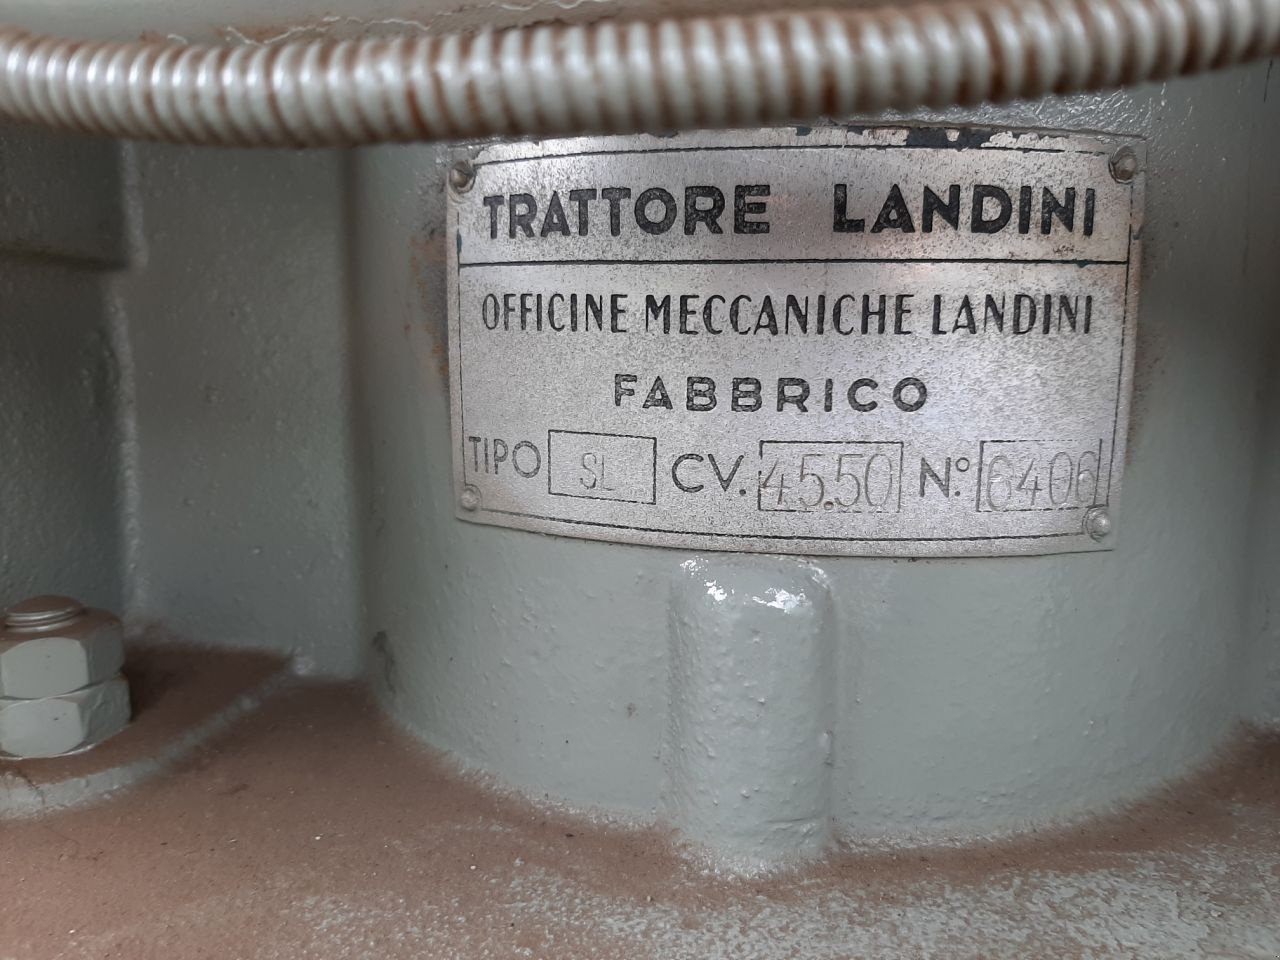 TRATTORE LANDINI
OFFICINE MECCANICHE LANDINI
FABBRICO
TIPO SL CV. 45.50 N.º 6406